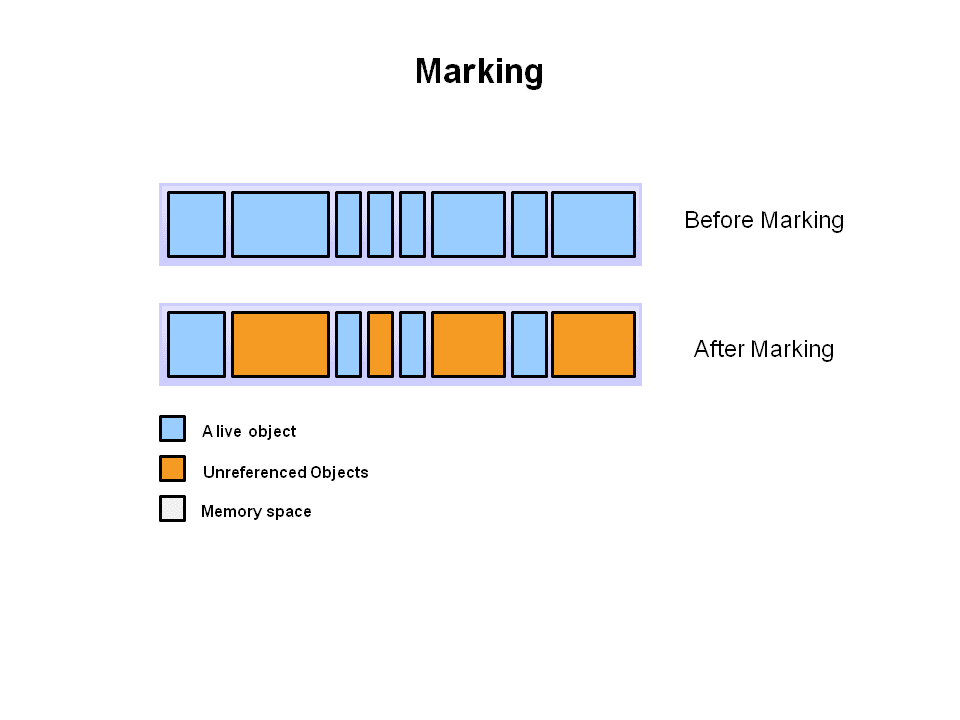 Marking
Before Marking
After Marking
A live object
Unreferenced Objects
Memory space